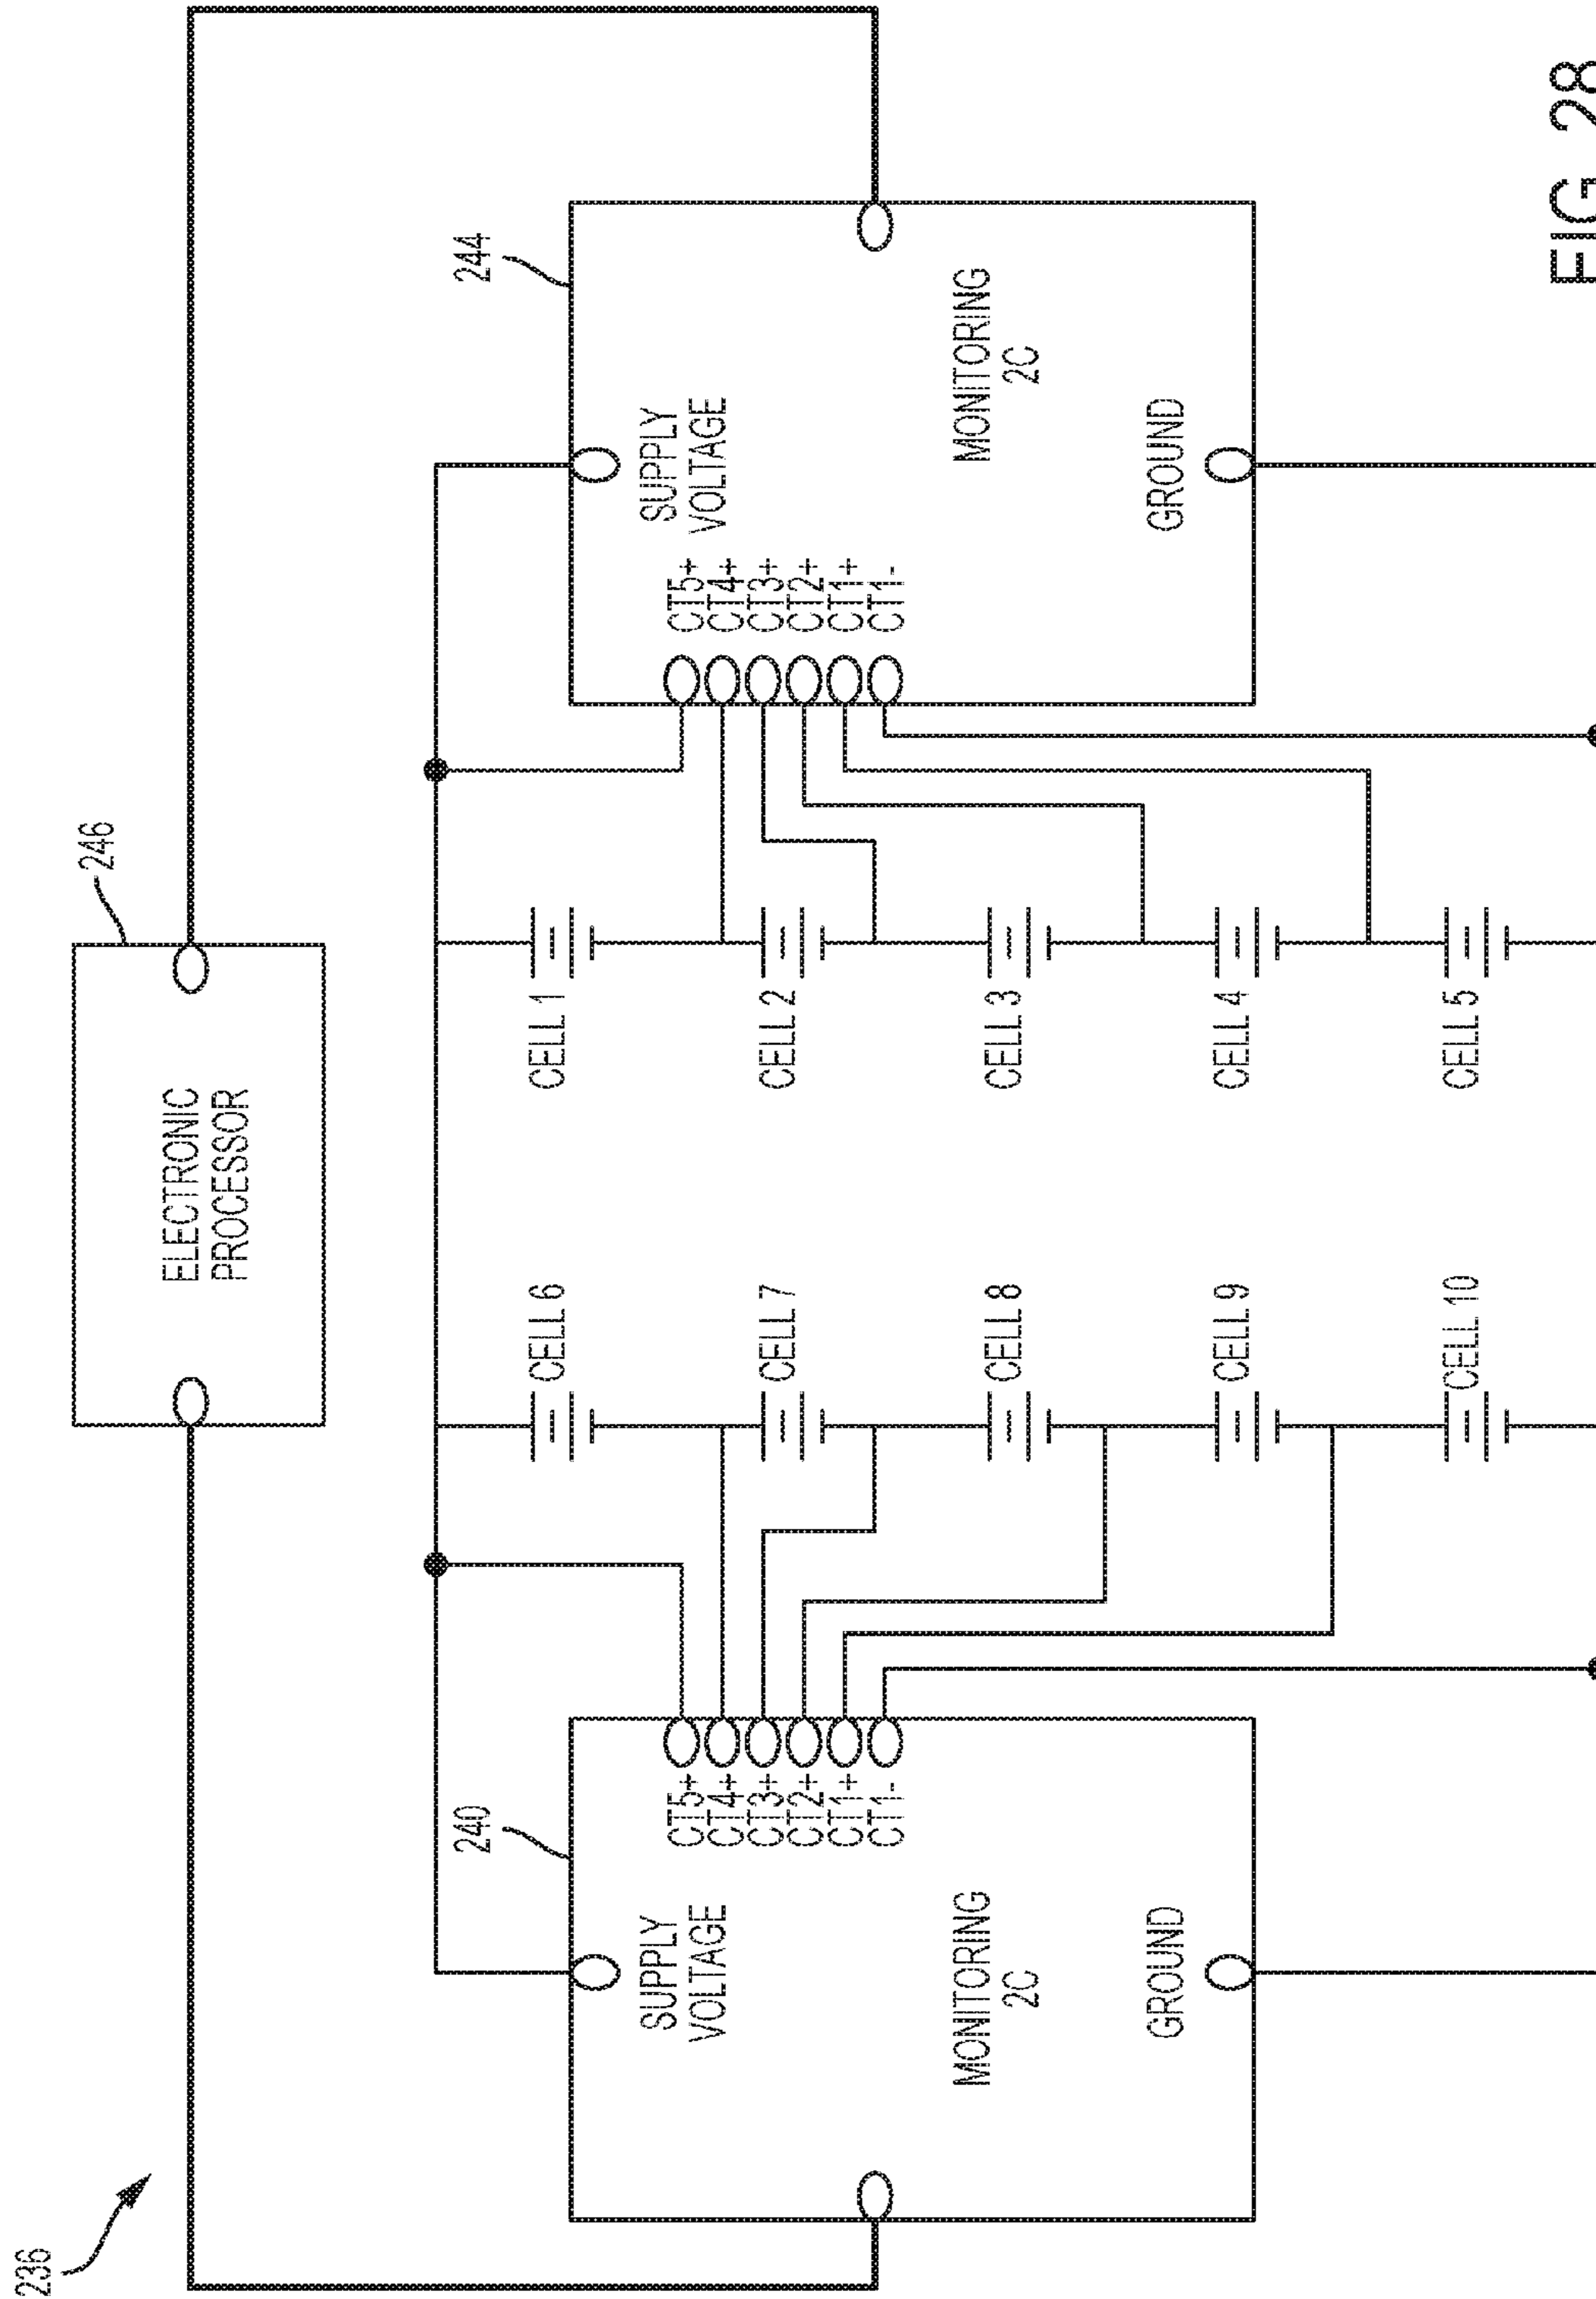 236
246
ELECTRONIC
PROCESSOR
240
SUPPLY
VOLTAGE
CT5+
CT4+
CT3+
CT2+
CT1+
CT1-
MONITORING
2C
GROUND
CELL 6
CELL 7
CELL 8
CELL 9
CELL 10
CELL 1
CELL 2
CELL 3
CELL 4
CELL 5
244
SUPPLY
VOLTAGE
CT5+
CT4+
CT3+
CT2+
CT1+
CT1-
MONITORING
2C
GROUND
FIG 28